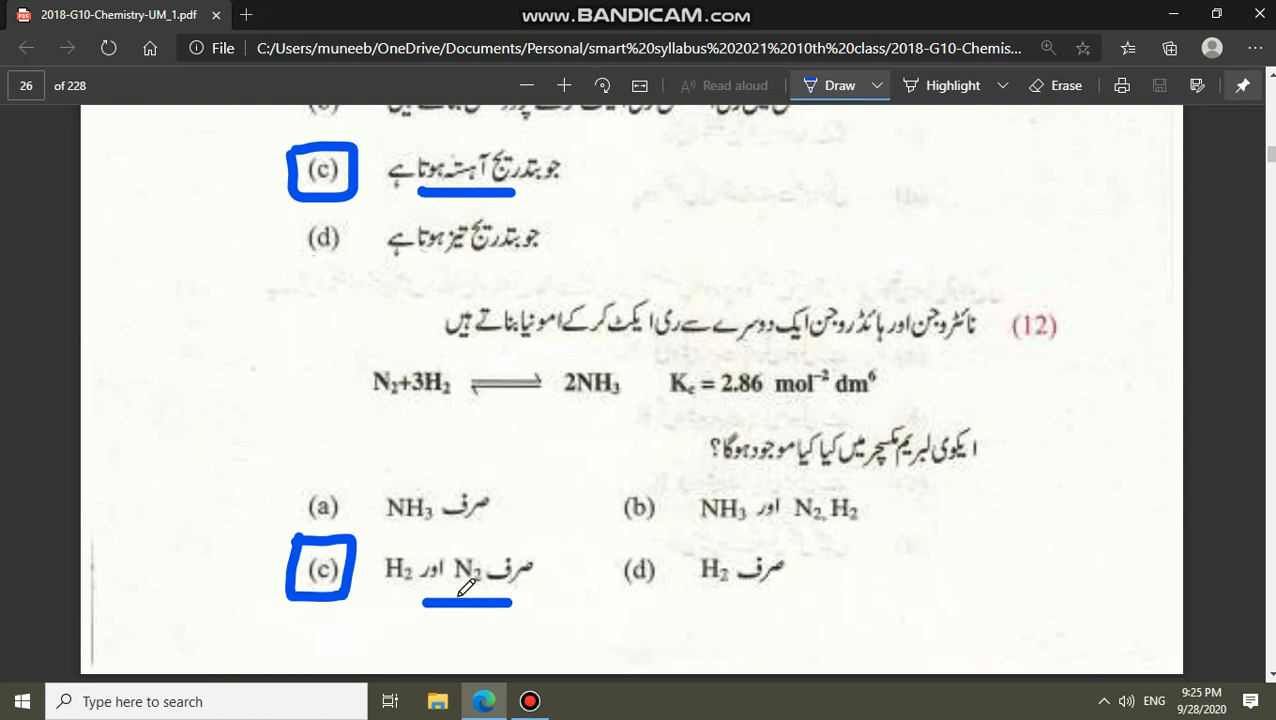 2018-G10-Chemistry-UM_1.pdf
www.BANDICAM.com
File C:/Users/muneeb/OneDrive/Documents/Personal/smart%20syllabus%202021%2010th%20class/2018-G10-Chemis...
26 of 228
Read aloud
Draw
Highlight
Erase
(c) جو بتدریج آہستہ ہوتا ہے
(d) جو بتدریج تیز ہوتا ہے
(12) نائٹروجن اور ہائڈروجن ایک دوسرے سے ری ایکٹ کر کے امونیا بناتے ہیں
N₂+3H₂ ⇌ 2NH₃ Kc = 2.86 mol⁻² dm⁶
ایکوی لبریم مکسچر میں کیا کیا موجود ہوگا؟
(a) صرف NH₃ (b) N₂, H₂ اور NH₃
(c) صرف N₂ اور H₂ (d) صرف H₂
Type here to search
ENG
9:25 PM
9/28/2020